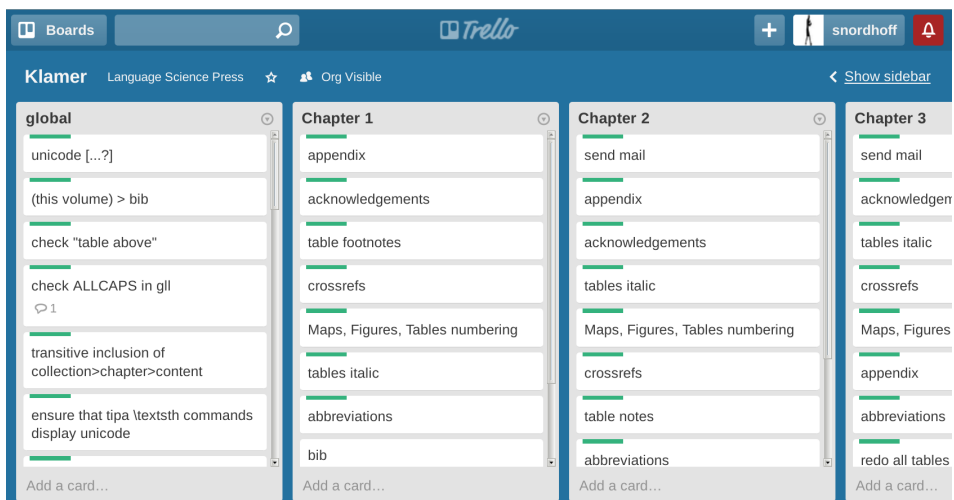 Boards
Trello
snordhoff
Klamer
Language Science Press
Org Visible
Show sidebar
global
unicode [...?]
(this volume) > bib
check "table above"
check ALLCAPS in gll
1
transitive inclusion of
collection>chapter>content
ensure that tipa \textsth commands
display unicode
Add a card…
Chapter 1
appendix
acknowledgements
table footnotes
crossrefs
Maps, Figures, Tables numbering
tables italic
abbreviations
bib
Add a card…
Chapter 2
send mail
appendix
acknowledgements
tables italic
Maps, Figures, Tables numbering
crossrefs
table notes
abbreviations
Add a card…
Chapter 3
send mail
acknowledgem
tables italic
crossrefs
Maps, Figures
appendix
abbreviations
redo all tables
Add a card…